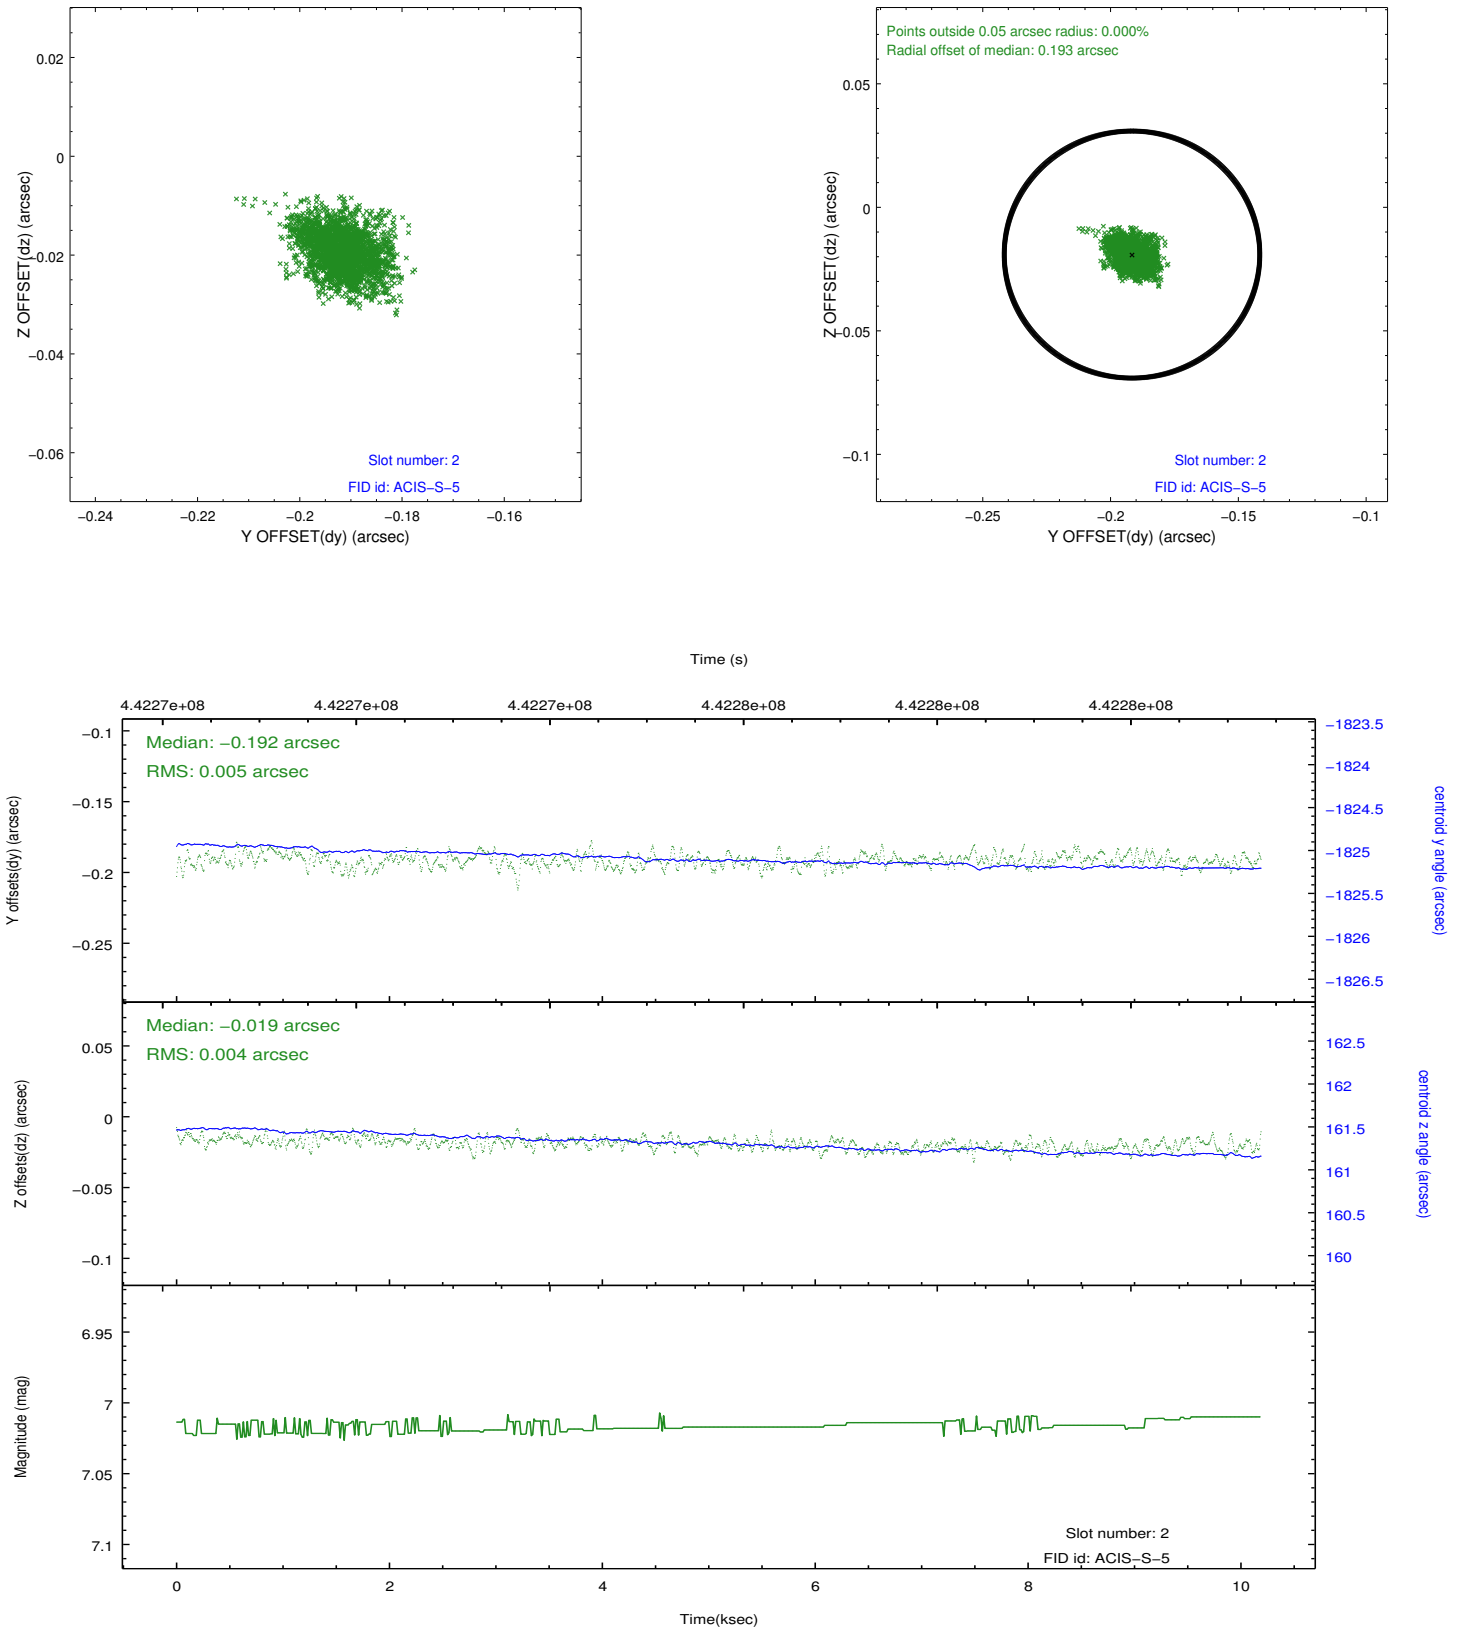 0.02
0
−0.02
−0.04
−0.06
Z OFFSET(dz) (arcsec)
Slot number: 2
FID id: ACIS−S−5
−0.24 −0.22 −0.2 −0.18 −0.16
Y OFFSET(dy) (arcsec)
Points outside 0.05 arcsec radius: 0.000%
Radial offset of median: 0.193 arcsec
0.05
0
−0.05
−0.1
Z OFFSET(dz) (arcsec)
Slot number: 2
FID id: ACIS−S−5
−0.25 −0.2 −0.15 −0.1
Y OFFSET(dy) (arcsec)
Time (s)
4.4227e+08 4.4227e+08 4.4227e+08 4.4228e+08 4.4228e+08 4.4228e+08
Median: −0.192 arcsec
RMS: 0.005 arcsec
−0.1
−0.15
−0.2
−0.25
Y offsets(dy) (arcsec)
−1823.5
−1824
−1824.5
−1825
−1825.5
−1826
−1826.5
centroid y angle (arcsec)
Median: −0.019 arcsec
RMS: 0.004 arcsec
0.05
0
−0.05
−0.1
Z offsets(dz) (arcsec)
162.5
162
161.5
161
160.5
160
centroid z angle (arcsec)
6.95
7
7.05
7.1
Magnitude (mag)
Slot number: 2
FID id: ACIS−S−5
0 2 4 6 8 10
Time(ksec)